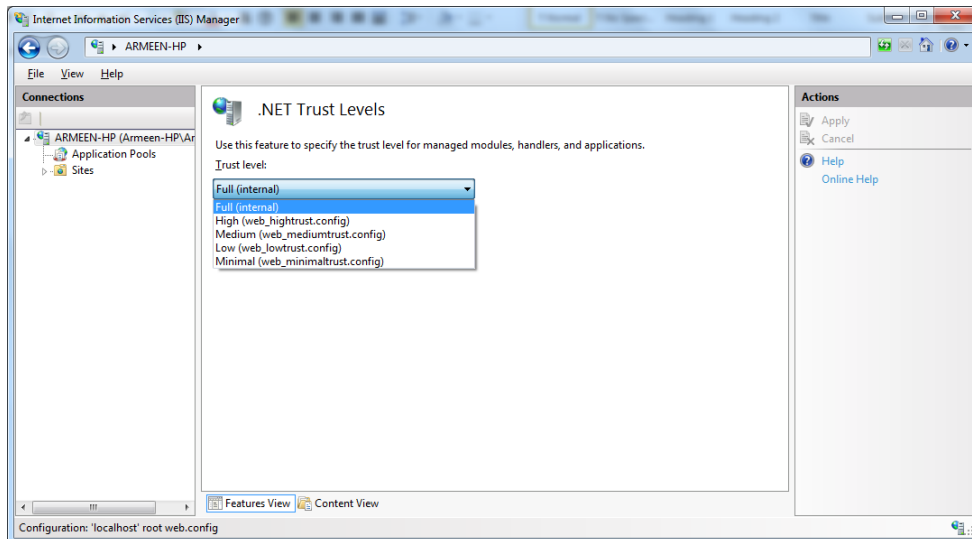 Internet Information Services (IIS) Manager
ARMEEN-HP
File View Help
Connections
ARMEEN-HP (Armeen-HP\Ar
Application Pools
Sites
.NET Trust Levels
Use this feature to specify the trust level for managed modules, handlers, and applications.
Trust level:
Full (internal)
Full (internal)
High (web_hightrust.config)
Medium (web_mediumtrust.config)
Low (web_lowtrust.config)
Minimal (web_minimaltrust.config)
Features View Content View
Actions
Apply
Cancel
Help
Online Help
Configuration: 'localhost' root web.config